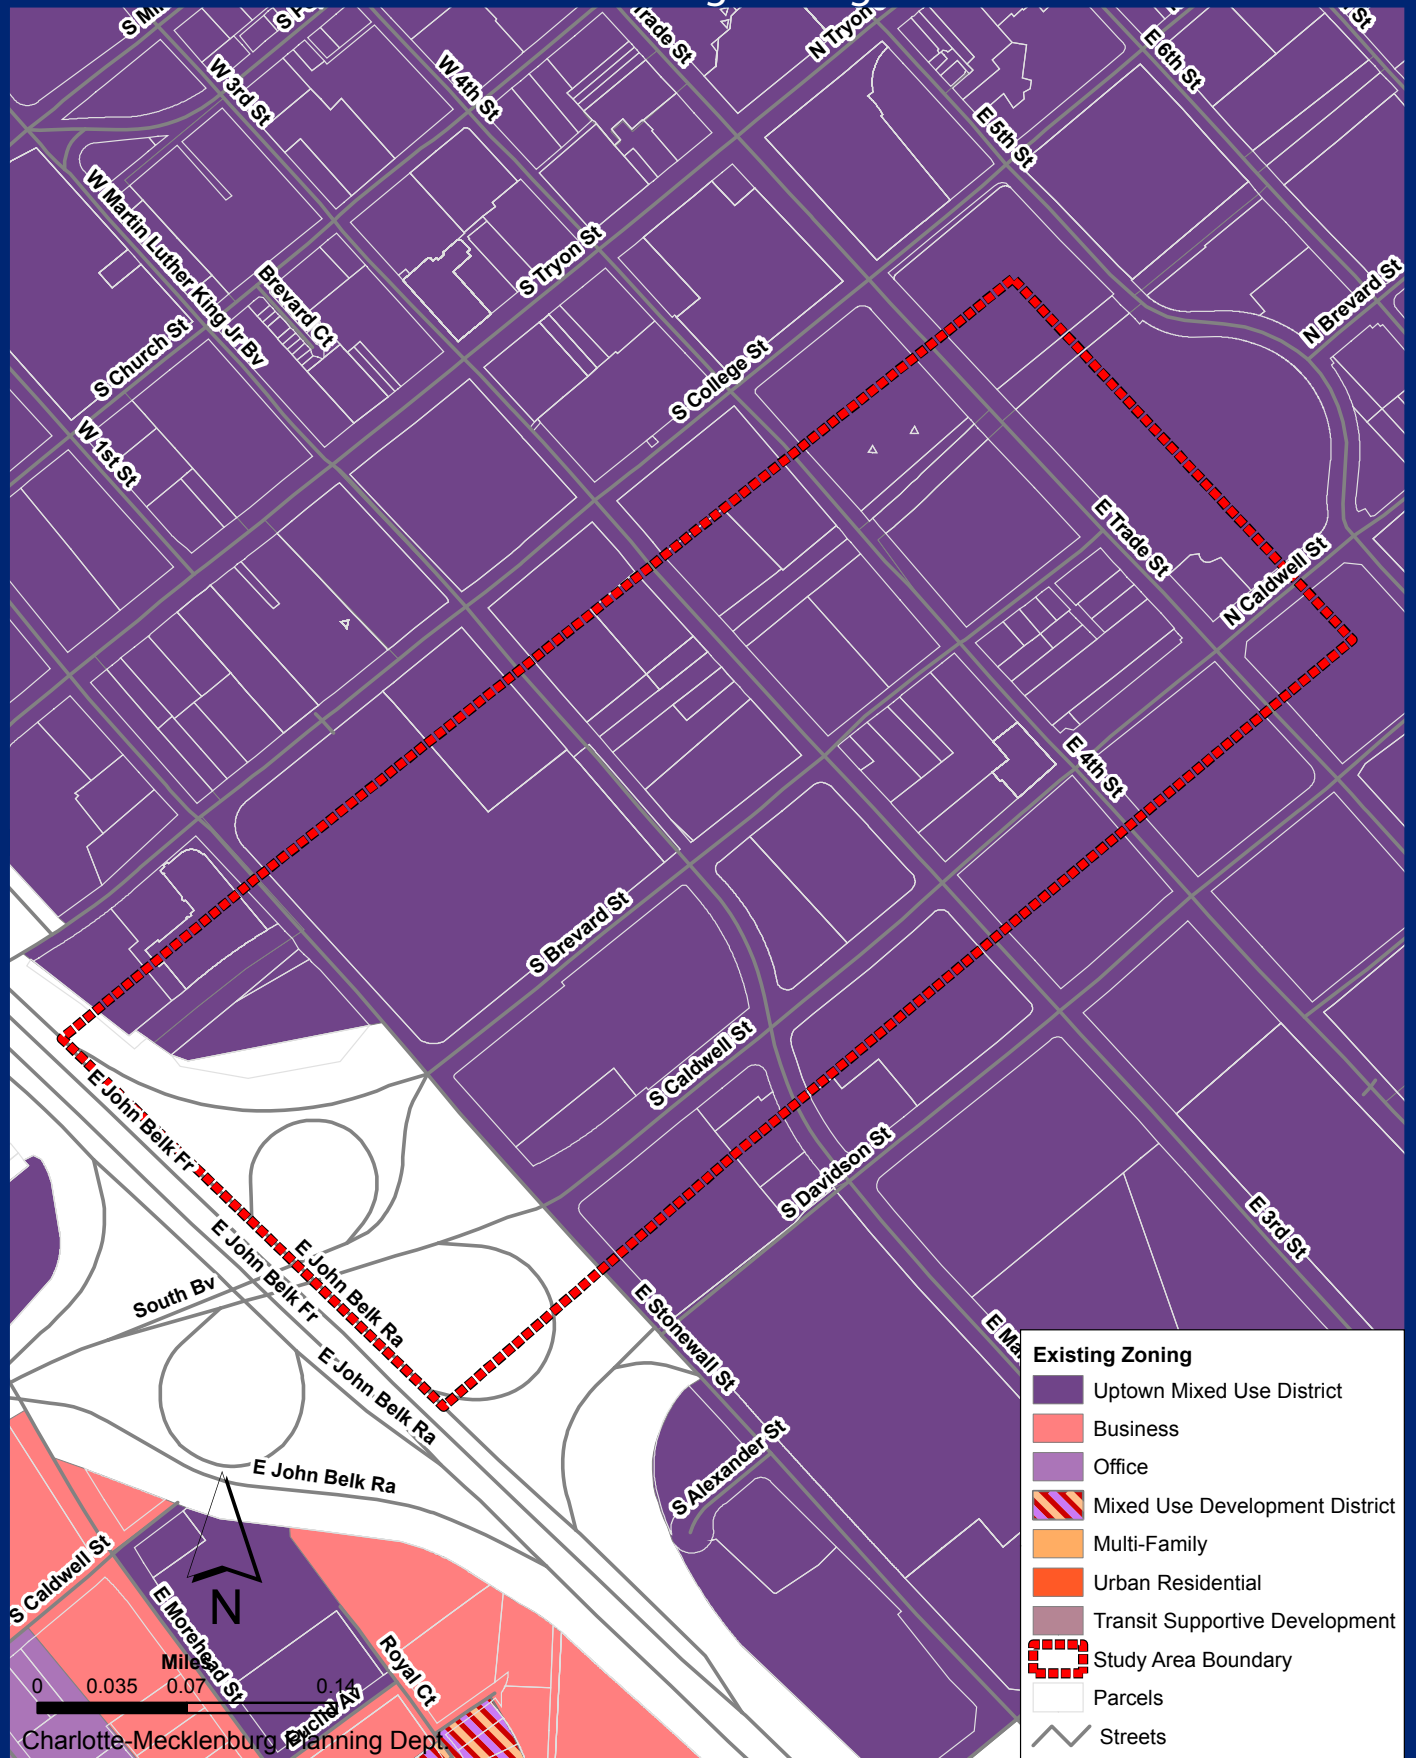 W 3rd St
W 4th St
N Tryon
E 6th St
E 5th St
W Martin Luther King Jr Bv
Brevard Ct
S Tryon St
N Brevard St
S Church St
S College St
W 1st St
E Trade St
N Caldwell St
E 4th St
S Brevard St
S Caldwell St
E John Belk Fr
S Davidson St
E 3rd St
E John Belk Ra
E John Belk Fr
South Bv
E Stonewall St
E John Belk Ra
S Alexander St
E John Belk Ra
S Caldwell St
N
E Morehead St
Royal Ct
Euclid Av
Miles
0 0.035 0.07 0.14
Charlotte-Mecklenburg Planning Dept.
Existing Zoning
Uptown Mixed Use District
Business
Office
Mixed Use Development District
Multi-Family
Urban Residential
Transit Supportive Development
Study Area Boundary
Parcels
Streets